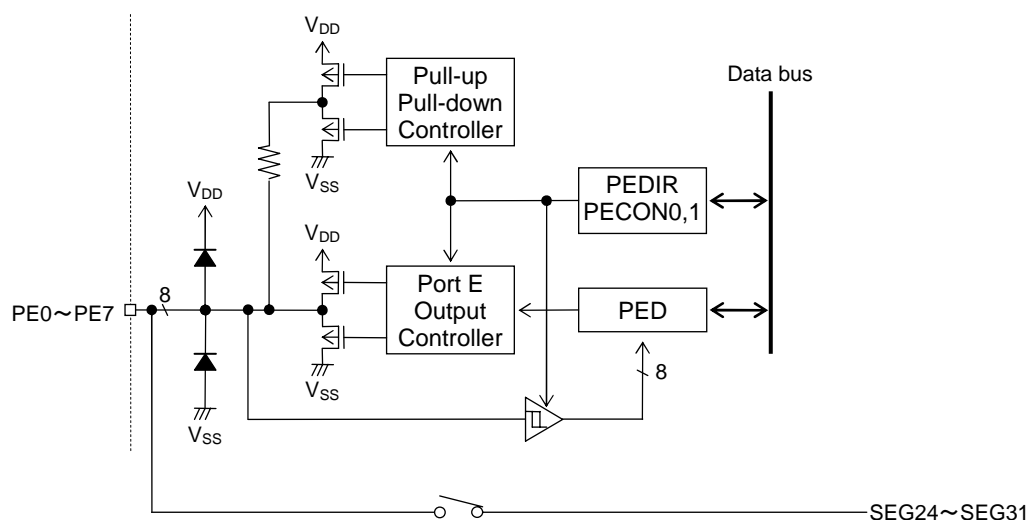 VDD
Pull-up
Pull-down
Controller
VSS
Data bus
PEDIR
PECON0,1
VDD
VDD
Port E
Output
Controller
PED
PE0～PE7
8
VSS
8
VSS
SEG24～SEG31